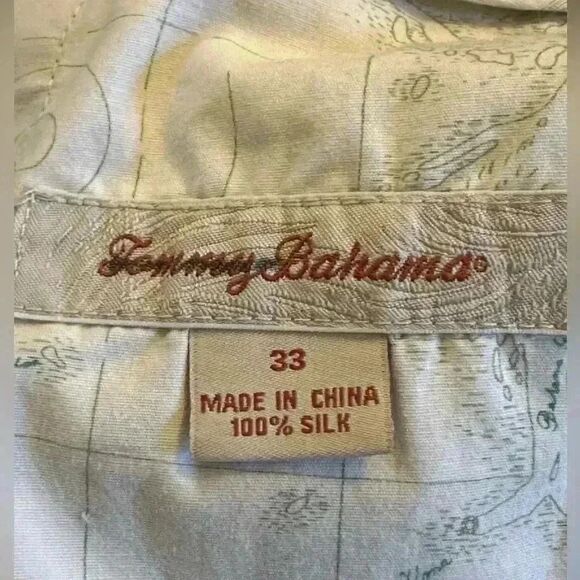 Tommy Bahama®
33
MADE IN CHINA
100% SILK